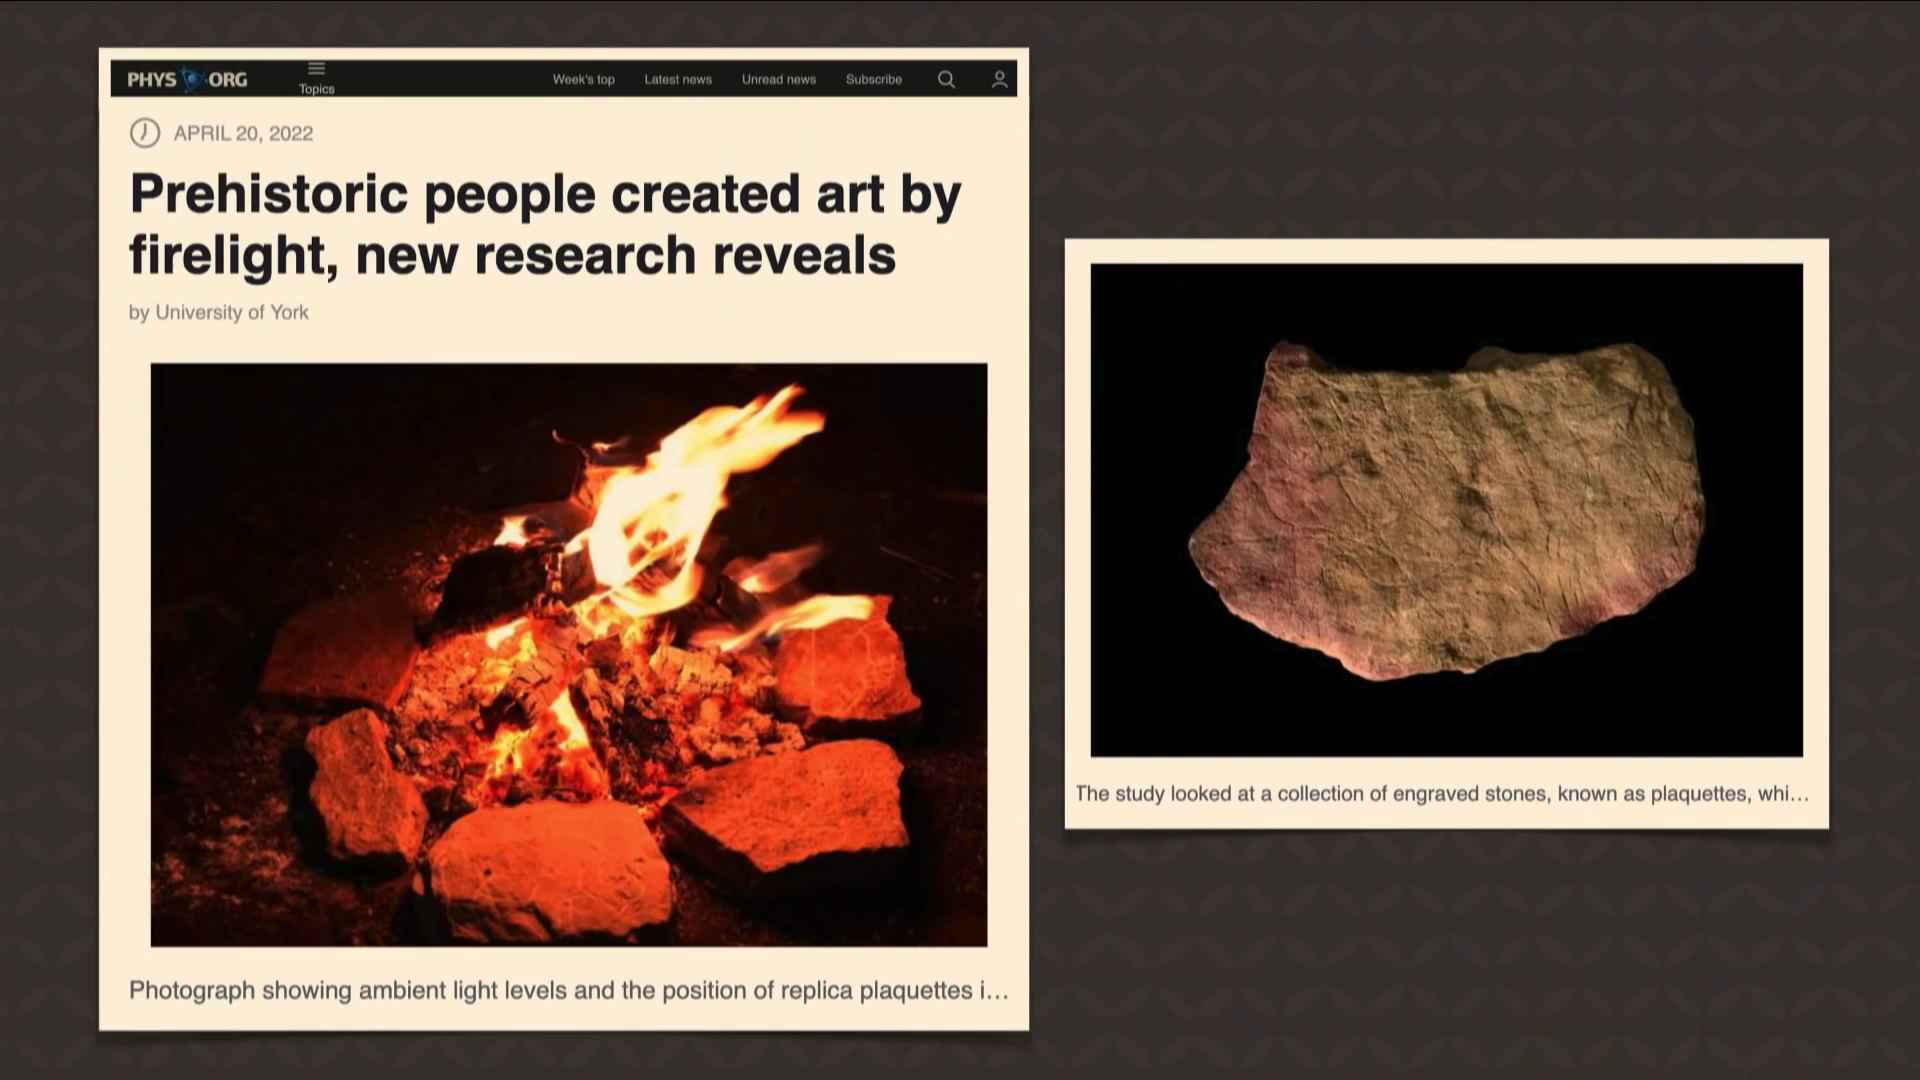 PHYS ORG
Topics
Week's top
Latest news
Unread news
Subscribe
APRIL 20, 2022
Prehistoric people created art by
firelight, new research reveals
by University of York
Photograph showing ambient light levels and the position of replica plaquettes i...
The study looked at a collection of engraved stones, known as plaquettes, whi...